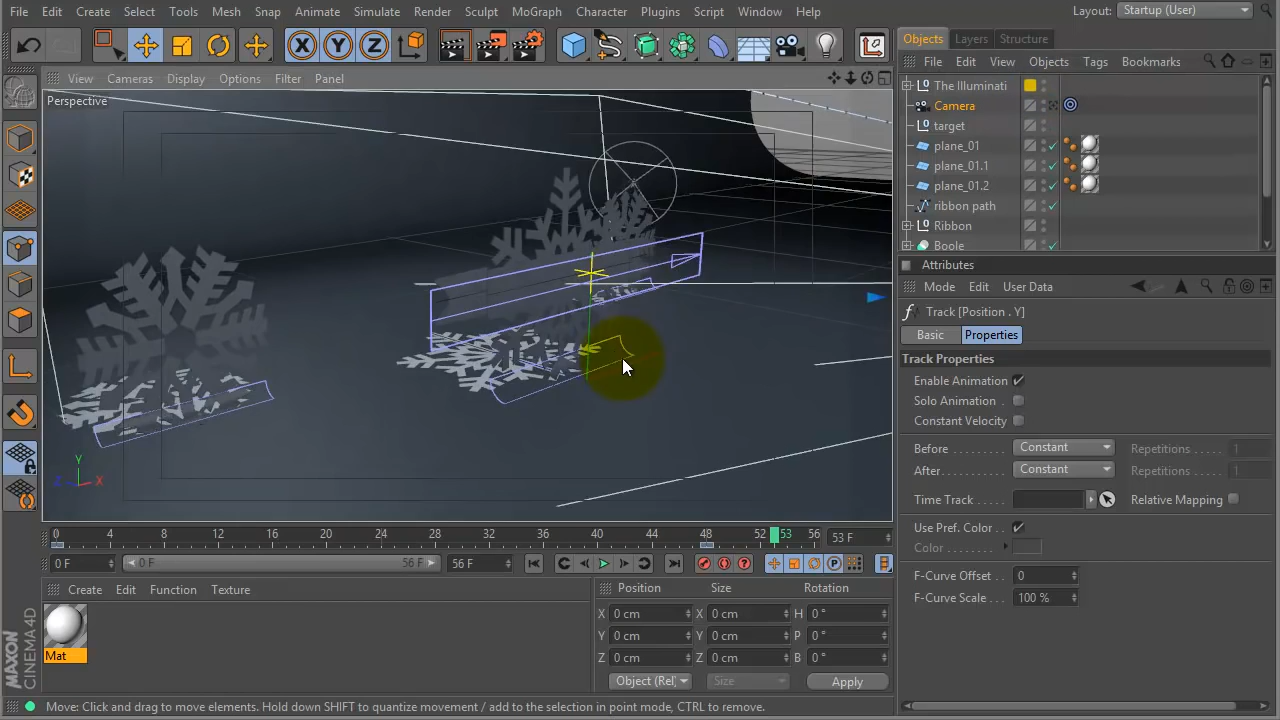 File Edit Create Select Tools Mesh Snap Animate Simulate Render Sculpt MoGraph Character Plugins Script Window Help Layout: Startup (User)
X Y Z
Objects Layers Structure
View Cameras Display Options Filter Panel
File Edit View Objects Tags Bookmarks
Perspective
The Illuminati
Camera
target
plane_01
plane_01.1
plane_01.2
ribbon path
Ribbon
Boole
Attributes
Mode Edit User Data
Track [Position . Y]
Basic Properties
Track Properties
Enable Animation
Solo Animation
Constant Velocity
Before Constant Repetitions 1
After Constant Repetitions 1
Time Track Relative Mapping
Use Pref. Color
Color
F-Curve Offset 0
F-Curve Scale 100 %
Y
Z X
0 4 8 12 16 20 24 28 32 36 40 44 48 52 53 56 53 F
0 F 0 F 56 F 56 F
Create Edit Function Texture
Mat
Position Size Rotation
X 0 cm X 0 cm H 0 °
Y 0 cm Y 0 cm P 0 °
Z 0 cm Z 0 cm B 0 °
Object (Rel) Size Apply
MAXON
CINEMA 4D
Move: Click and drag to move elements. Hold down SHIFT to quantize movement / add to the selection in point mode, CTRL to remove.